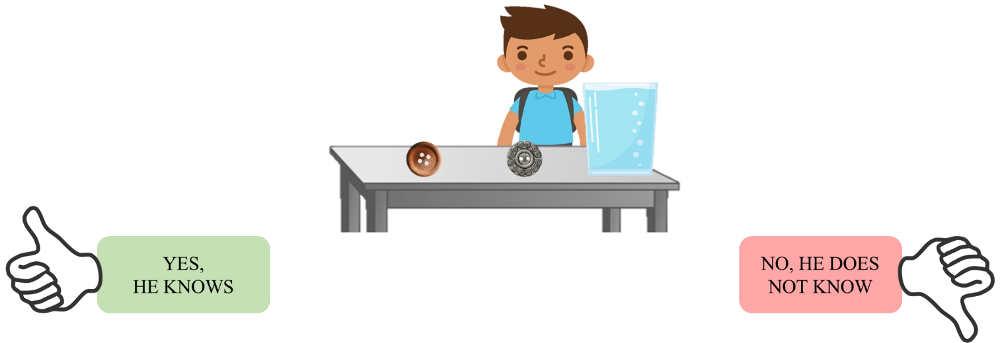 YES,
HE KNOWS
NO, HE DOES
NOT KNOW